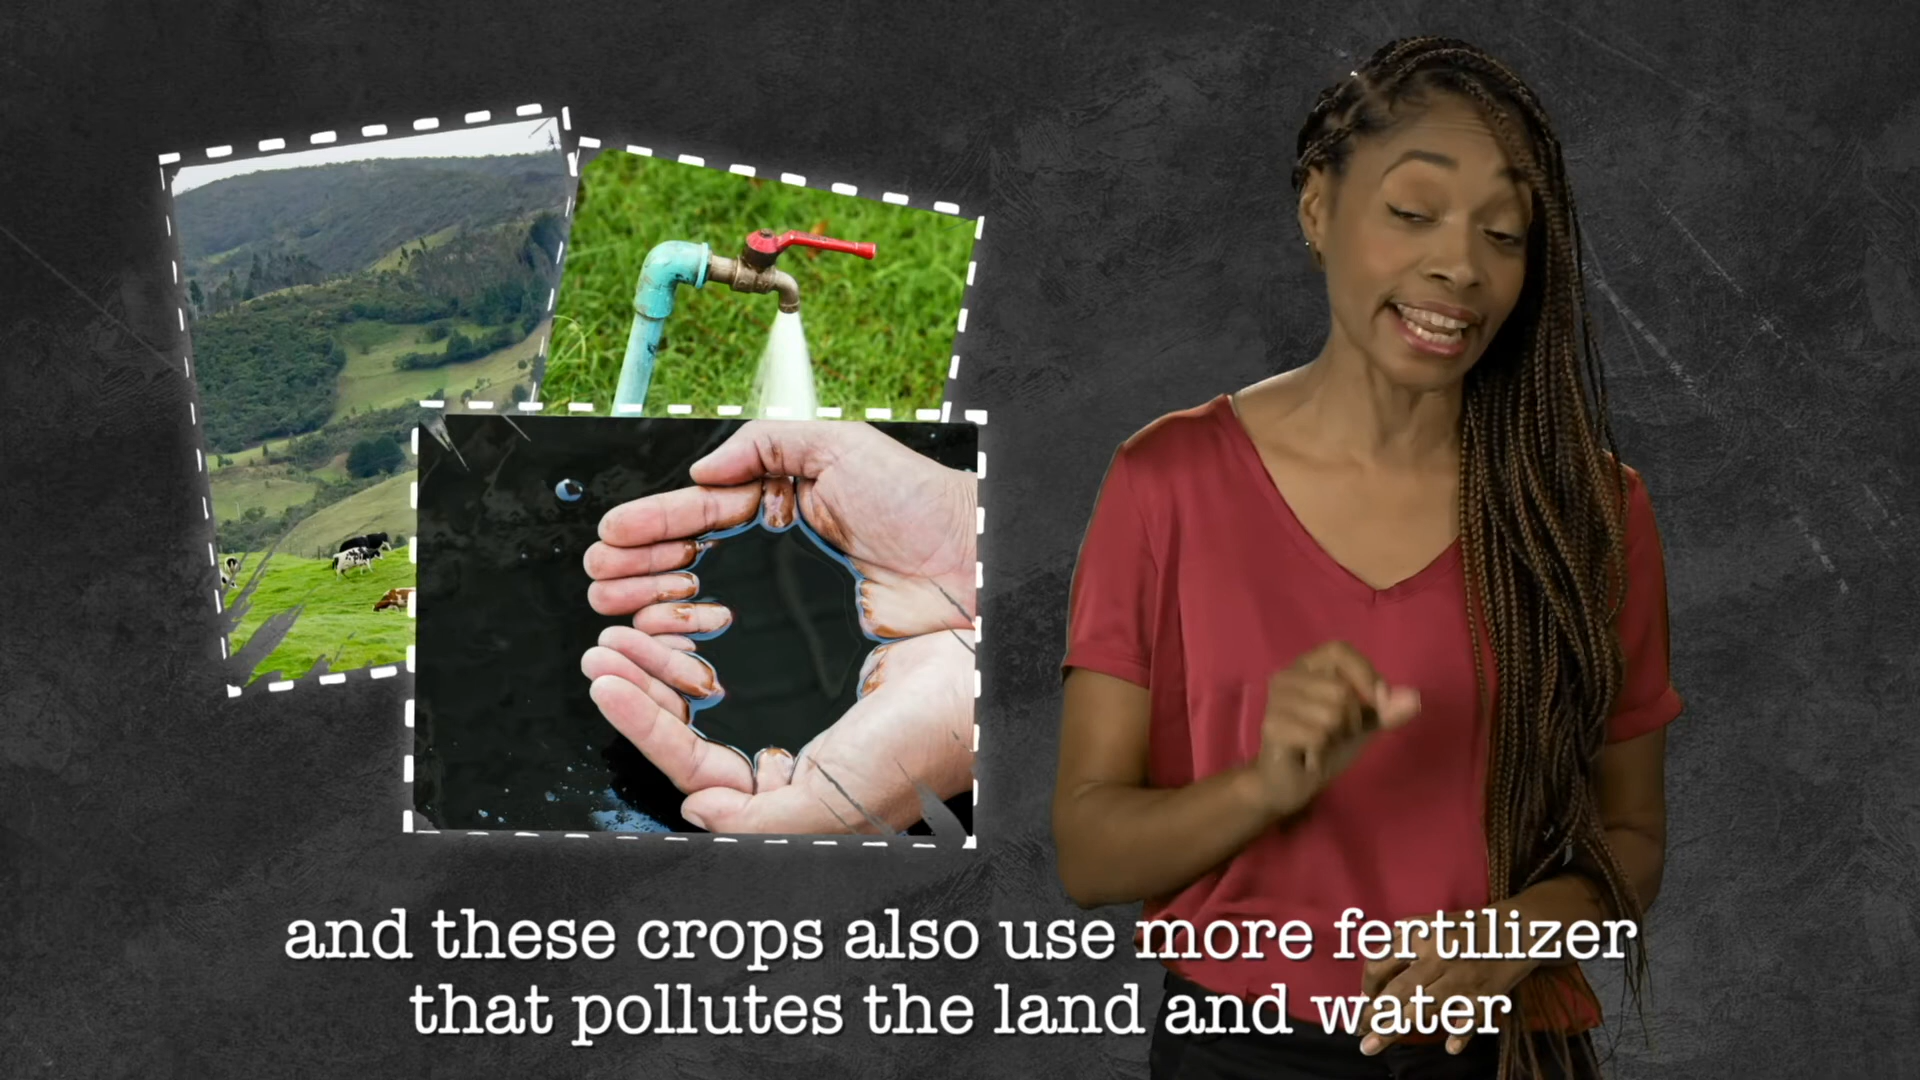 and these crops also use more fertilizer
that pollutes the land and water